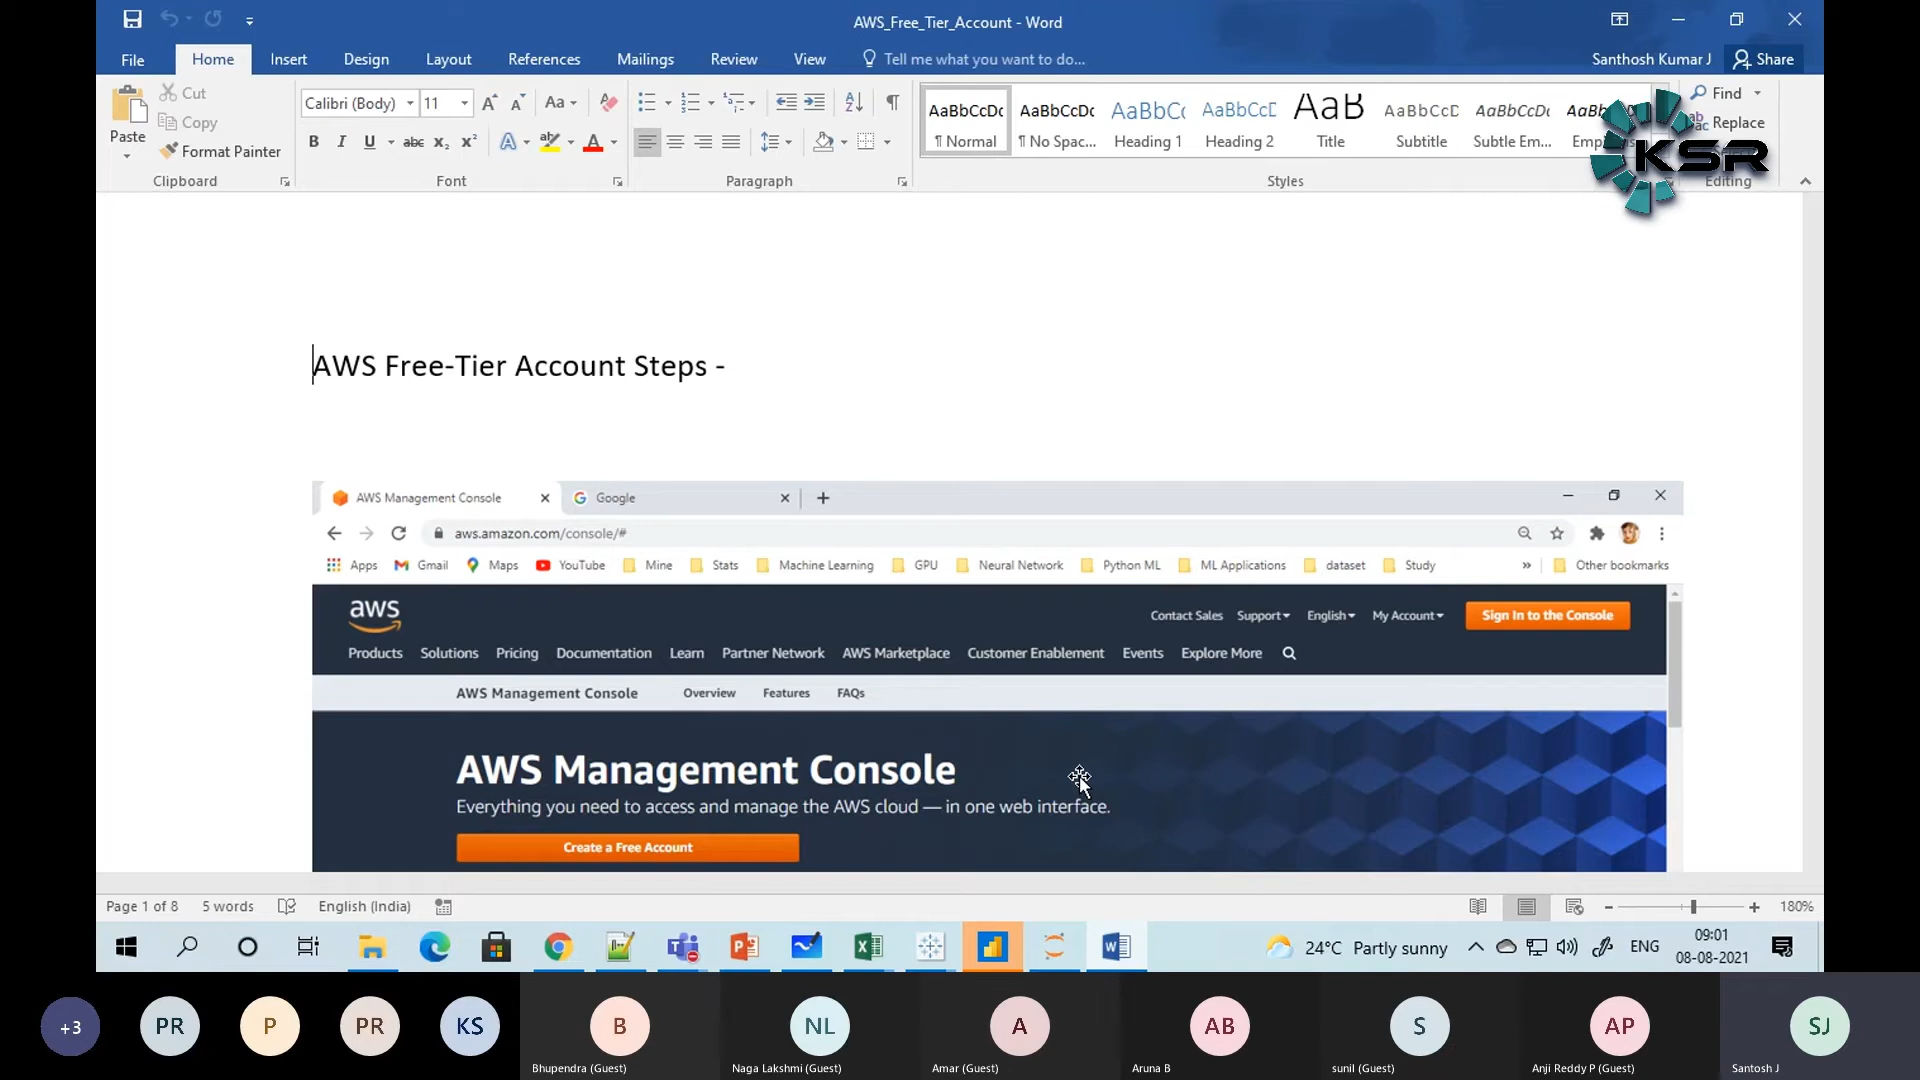 AWS_Free_Tier_Account - Word
File Home Insert Design Layout References Mailings Review View Tell me what you want to do... Santhosh Kumar J Share
Cut
Copy
Format Painter
Paste
Clipboard
Calibri (Body) 11 Aa
B I U abc x₂ x² A A
Font
Paragraph
AaBbCcDc AaBbCcDc AaBbCc AaBbCcD AaB AaBbCcD AaBbCcDc
¶ Normal ¶ No Spac... Heading 1 Heading 2 Title Subtitle Subtle Em...
Styles
Find
Replace
Editing
KSR
AWS Free-Tier Account Steps -
AWS Management Console Google
aws.amazon.com/console/#
Apps Gmail Maps YouTube Mine Stats Machine Learning GPU Neural Network Python ML ML Applications dataset Study » Other bookmarks
aws
Contact Sales Support English My Account Sign In to the Console
Products Solutions Pricing Documentation Learn Partner Network AWS Marketplace Customer Enablement Events Explore More
AWS Management Console Overview Features FAQs
AWS Management Console
Everything you need to access and manage the AWS cloud — in one web interface.
Create a Free Account
Page 1 of 8 5 words English (India) 180%
24°C Partly sunny ENG 09:01
08-08-2021
+3 PR P PR KS B NL A AB S AP SJ
Bhupendra (Guest) Naga Lakshmi (Guest) Amar (Guest) Aruna B sunil (Guest) Anji Reddy P (Guest) Santosh J